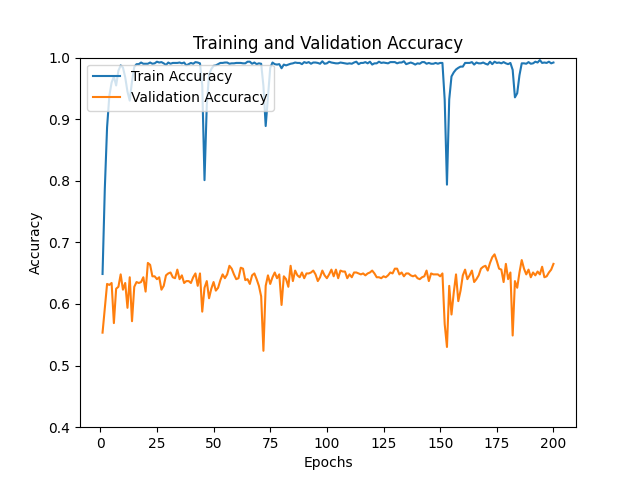 Training and Validation Accuracy
Train Accuracy
Validation Accuracy
Accuracy
1.0
0.9
0.8
0.7
0.6
0.5
0.4
0 25 50 75 100 125 150 175 200
Epochs